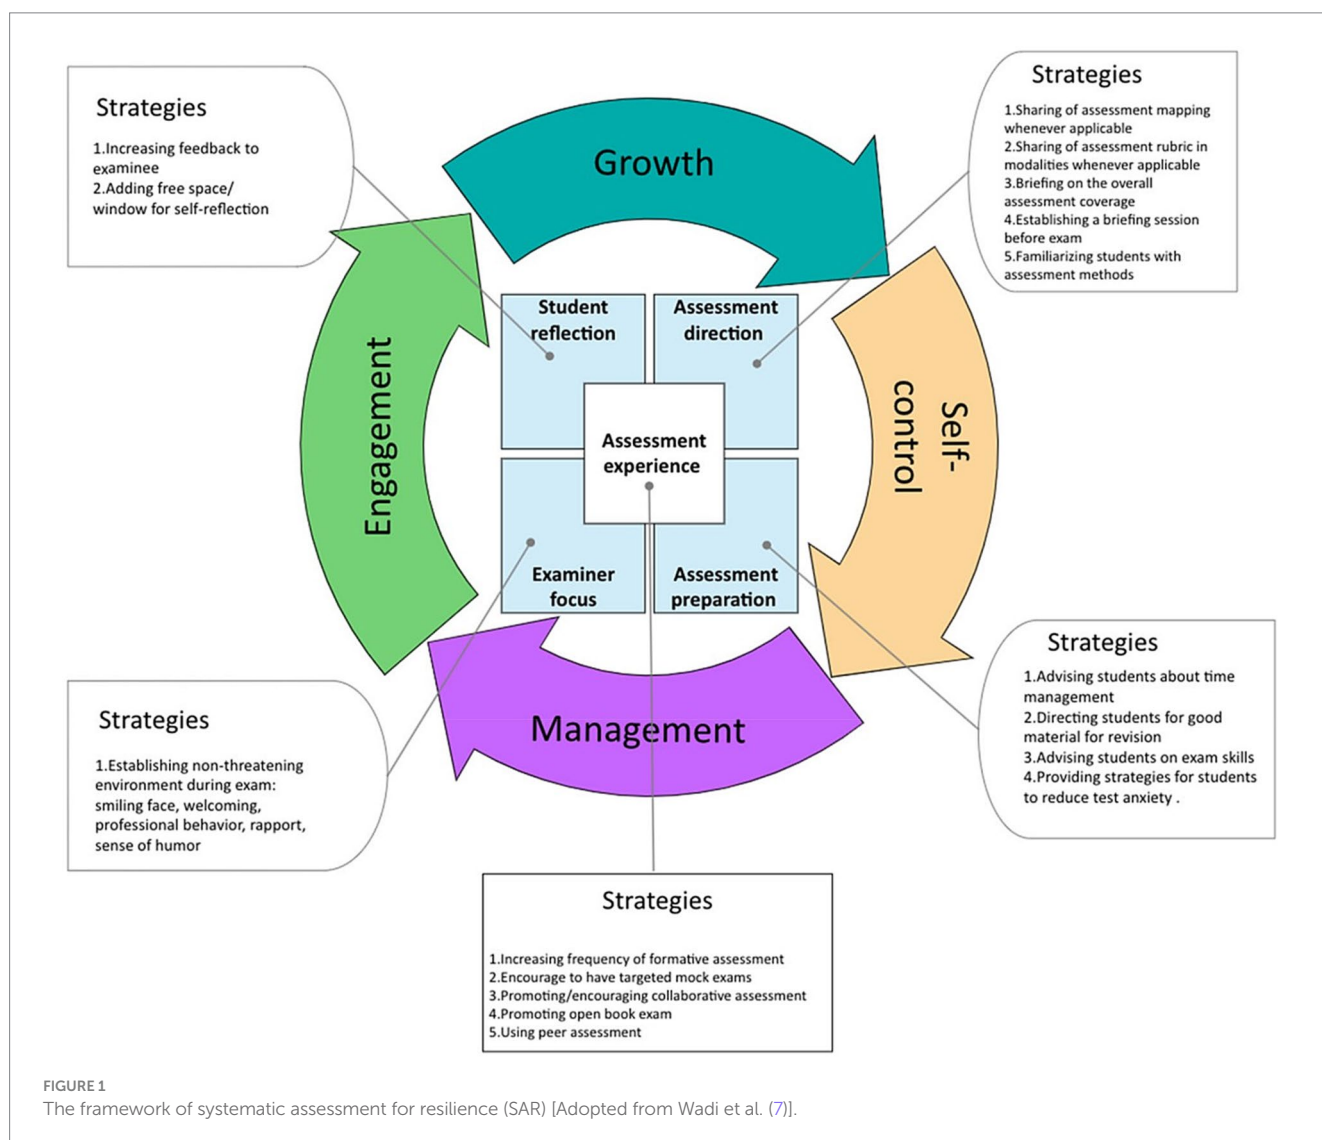 Strategies
1.Increasing feedback to
examinee
2.Adding free space/
window for self-reflection
Growth
Strategies
1.Sharing of assessment mapping
whenever applicable
2.Sharing of assessment rubric in
modalities whenever applicable
3.Briefing on the overall
assessment coverage
4.Establishing a briefing session
before exam
5.Familiarizing students with
assessment methods
Engagement
Student
reflection
Assessment
direction
Assessment
experience
Examiner
focus
Assessment
preparation
Self-
control
Management
Strategies
1.Establishing non-threatening
environment during exam:
smiling face, welcoming,
professional behavior, rapport,
sense of humor
Strategies
1.Advising students about time
management
2.Directing students for good
material for revision
3.Advising students on exam skills
4.Providing strategies for students
to reduce test anxiety .
Strategies
1.Increasing frequency of formative assessment
2.Encourage to have targeted mock exams
3.Promoting/encouraging collaborative assessment
4.Promoting open book exam
5.Using peer assessment
FIGURE 1
The framework of systematic assessment for resilience (SAR) [Adopted from Wadi et al. (7)].